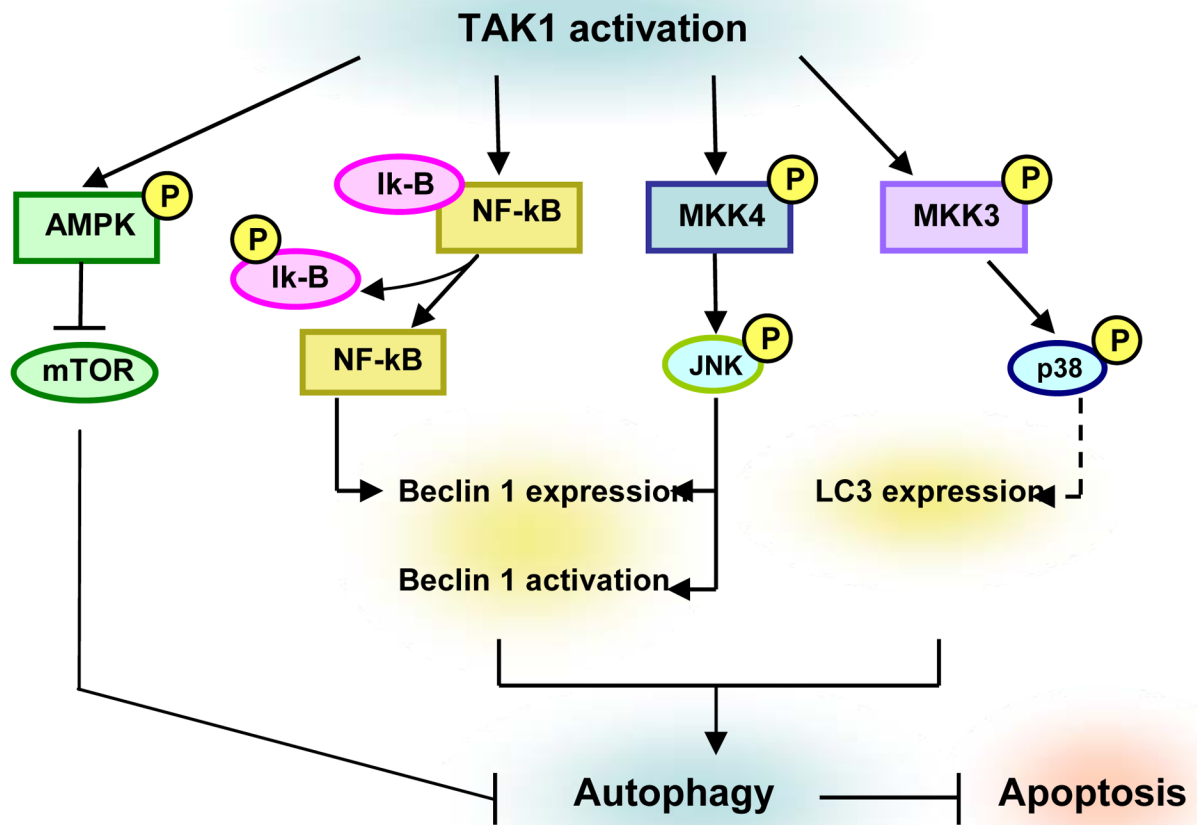 TAK1 activation
P
P
P
AMPK
Ik-B
NF-kB
MKK4
MKK3
P
Ik-B
P
P
mTOR
NF-kB
JNK
p38
Beclin 1 expression
LC3 expression
Beclin 1 activation
Autophagy
Apoptosis